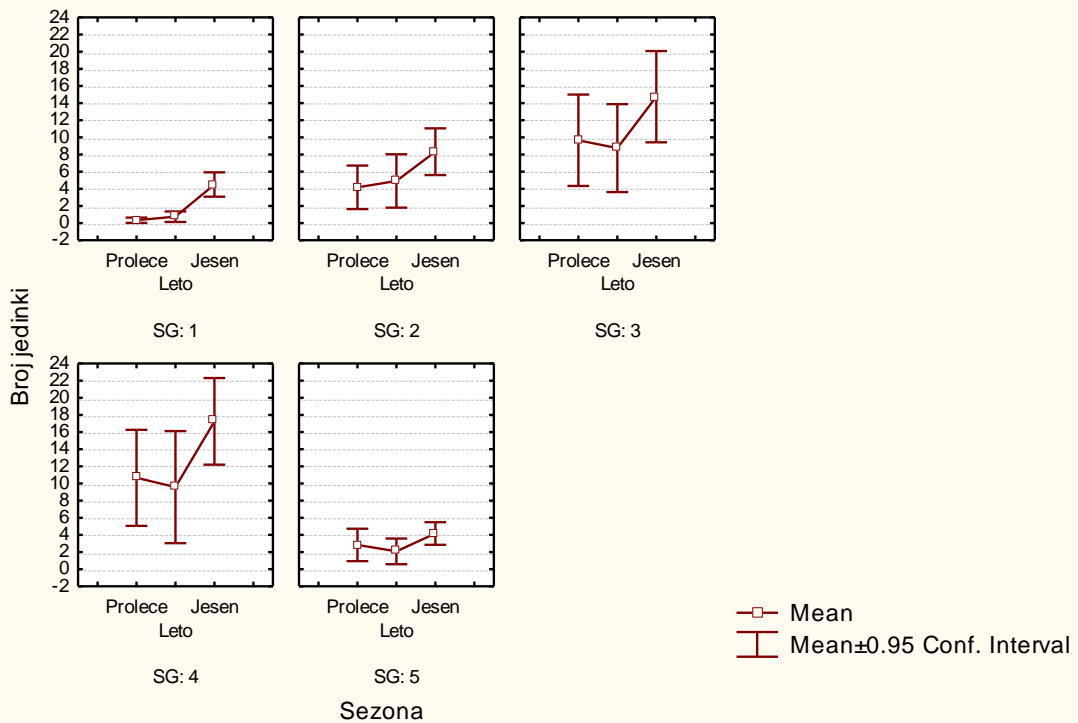 24
22
20
18
16
14
12
10
8
6
4
2
0
-2
Prolece Jesen
Leto
SG: 1
Prolece Jesen
Leto
SG: 2
Prolece Jesen
Leto
SG: 3
Broj jedinki
24
22
20
18
16
14
12
10
8
6
4
2
0
-2
Prolece Jesen
Leto
SG: 4
Prolece Jesen
Leto
SG: 5
Sezona
Mean
Mean±0.95 Conf. Interval